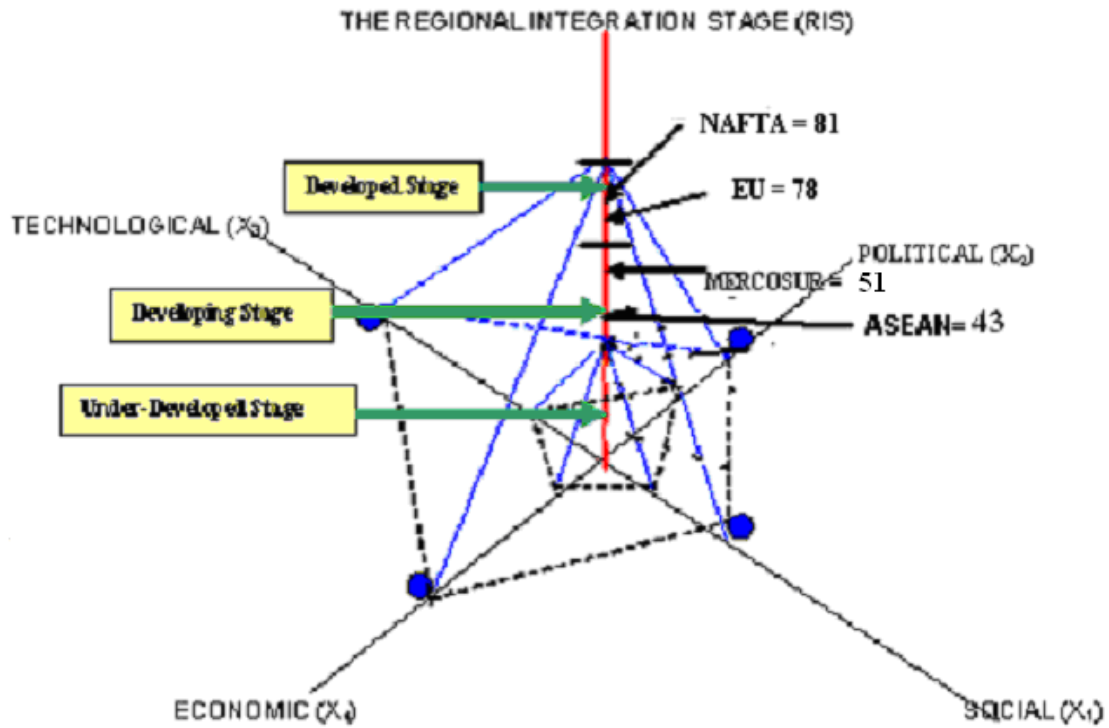 THE REGIONAL INTEGRATION STAGE (RIS)
NAFTA = 81
Developed Stage
EU = 78
TECHNOLOGICAL (X3)
POLITICAL (X2)
MERCOSUR = 51
Developing Stage
ASEAN= 43
Under-Developed Stage
ECONOMIC (X4)
SOCIAL (X1)